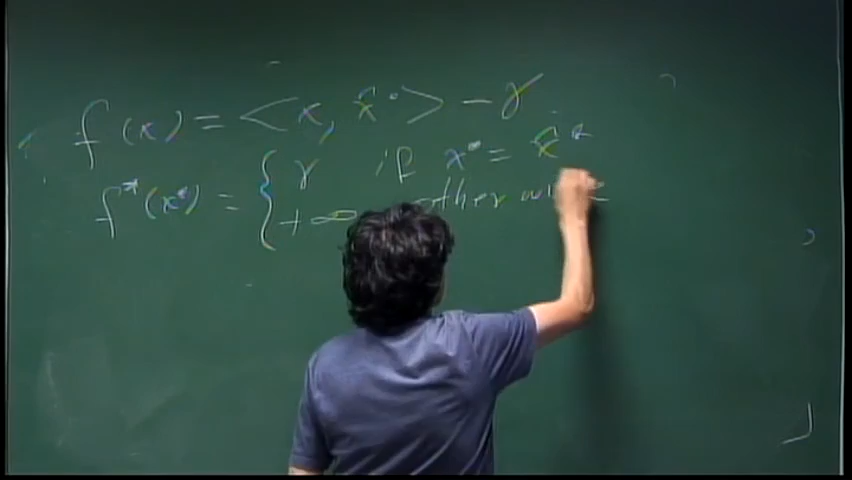 f(x) = <x, x̂*> - γ
f*(x*) = { γ if x* = x̂*
+∞ otherwise